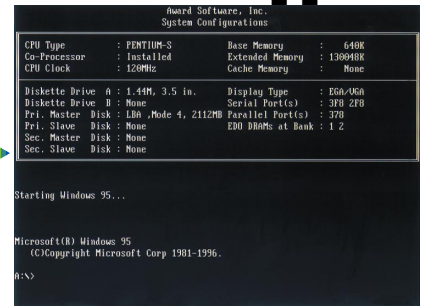 Award Software, Inc.
System Configurations
CPU Type : PENTIUM-S Base Memory : 640K
Co-Processor : Installed Extended Memory : 130048K
CPU Clock : 120MHz Cache Memory : None
Diskette Drive A : 1.44M, 3.5 in. Display Type : EGA/VGA
Diskette Drive B : None Serial Port(s) : 3F8 2F8
Pri. Master Disk : LBA ,Mode 4, 2112MB Parallel Port(s) : 378
Pri. Slave Disk : None EDO DRAMs at Bank : 1 2
Sec. Master Disk : None
Sec. Slave Disk : None
Starting Windows 95...
Microsoft(R) Windows 95
(C)Copyright Microsoft Corp 1981-1996.
A:\>